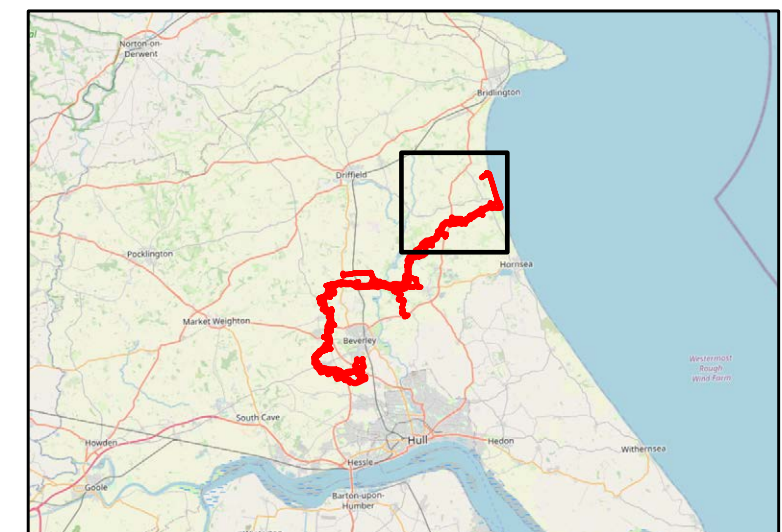 al
Norton-on-
Derwent
Bridlington
Driffield
Pocklington
Hornsea
Market Weighton
Beverley
Westermost
Rough
Wind Farm
South Cave
Howden
Hull
Hedon
Withernsea
Hessle
Goole
Barton-upon-
Humber